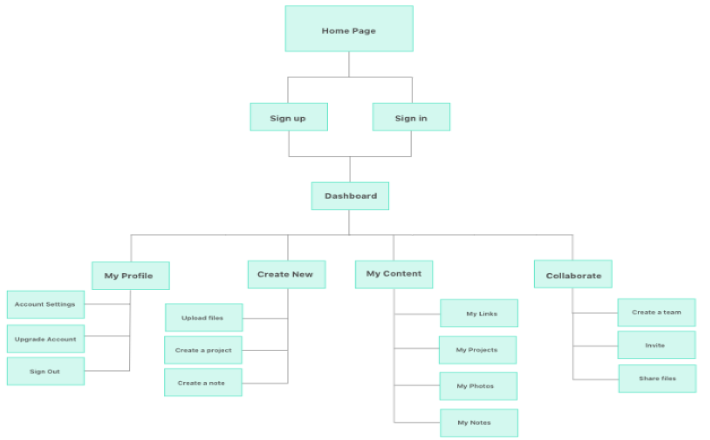 Home Page
Sign up
Sign in
Dashboard
My Profile
Create New
My Content
Collaborate
Account Settings
Upgrade Account
Sign Out
Upload files
Create a project
Create a note
My Links
My Projects
My Photos
My Notes
Create a team
Invite
Share files